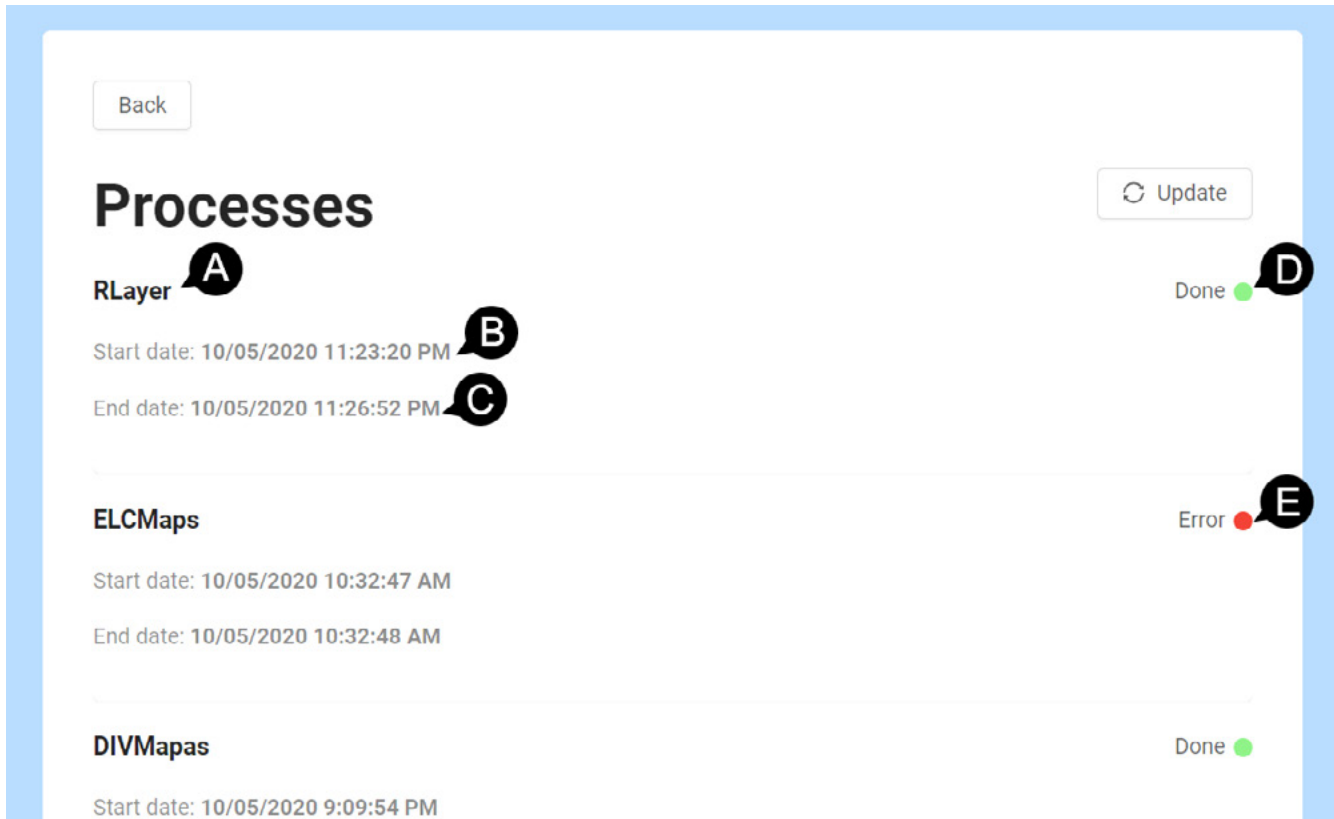 Back
Processes
Update
A
RLayer
D
Done
B
Start date: 10/05/2020 11:23:20 PM
C
End date: 10/05/2020 11:26:52 PM
E
ELCMaps
Error
Start date: 10/05/2020 10:32:47 AM
End date: 10/05/2020 10:32:48 AM
DIVMapas
Done
Start date: 10/05/2020 9:09:54 PM